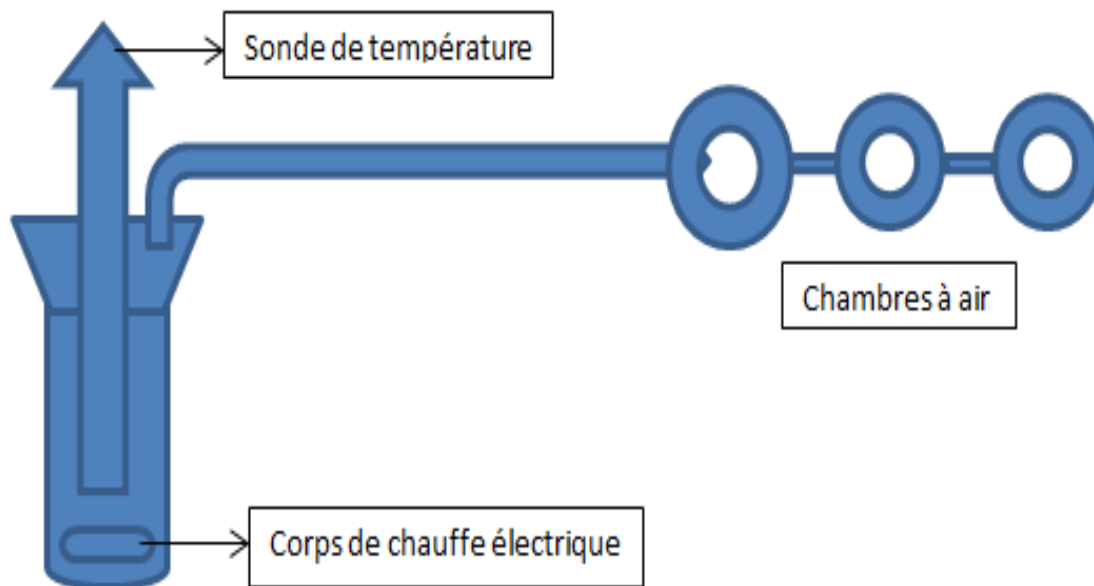 Sonde de température
Chambres à air
Corps de chauffe électrique